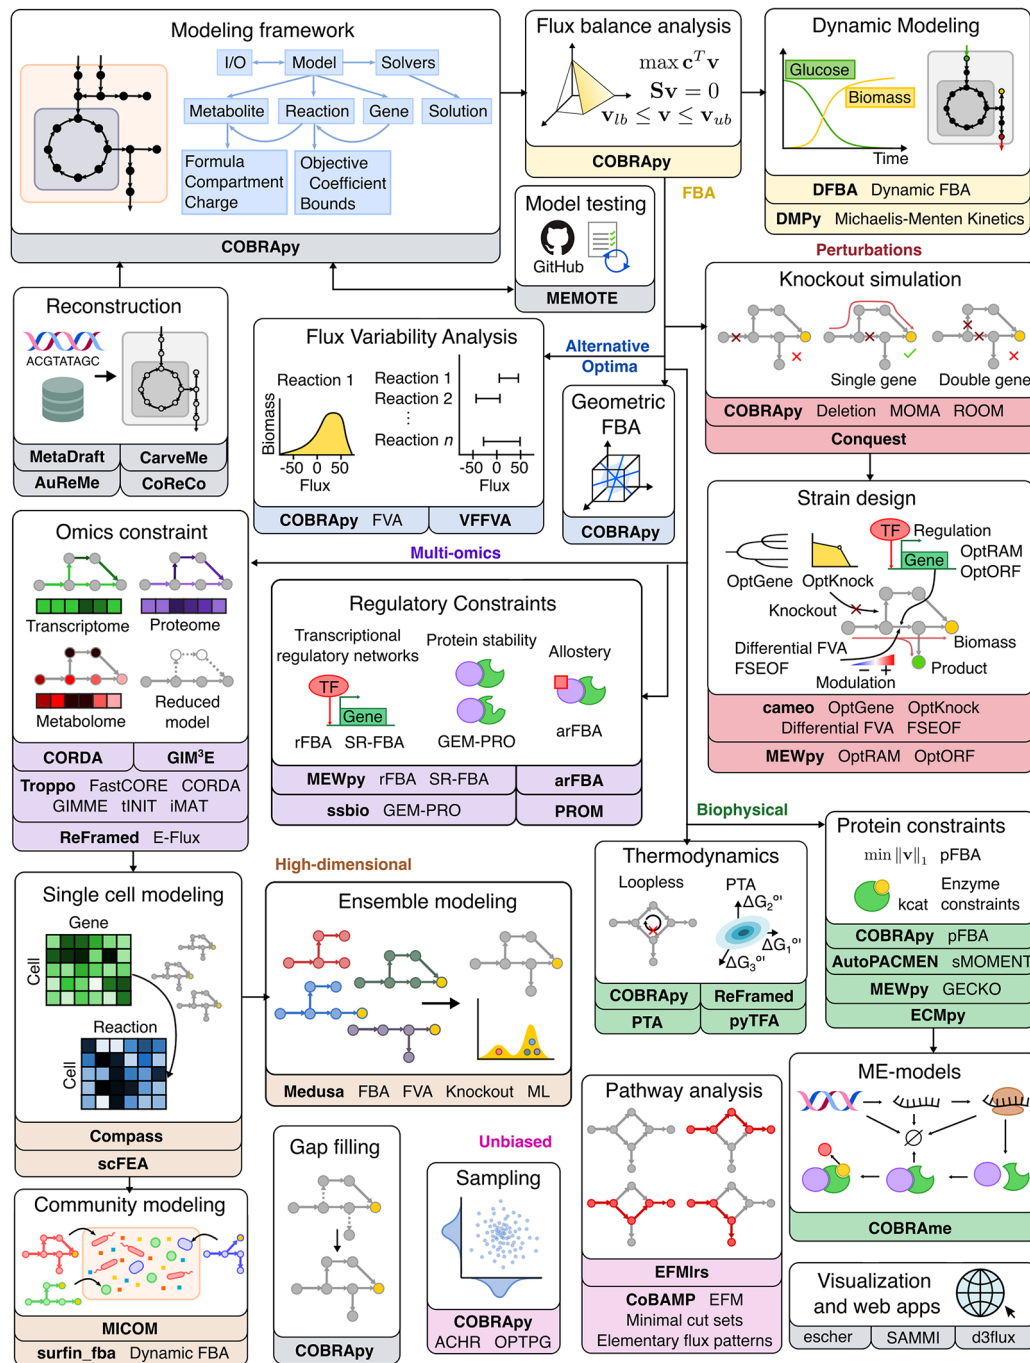 Modeling framework
I/O
Model
Solvers
Metabolite
Reaction
Gene
Solution
Formula
Compartment
Charge
Objective
Coefficient
Bounds
COBRApy
Flux balance analysis
max c^T v
Sv = 0
v_lb ≤ v ≤ v_ub
COBRApy
FBA
Dynamic Modeling
Glucose
Biomass
Time
DFBA Dynamic FBA
DMPy Michaelis-Menten Kinetics
Model testing
GitHub
MEMOTE
Perturbations
Knockout simulation
Single gene
Double gene
COBRApy Deletion MOMA ROOM
Conquest
Reconstruction
ACGTATAGC
MetaDraft
CarveMe
AuReMe
CoReCo
Flux Variability Analysis
Reaction 1
Biomass
-50 0 50
Flux
Reaction 1
Reaction 2
⋮
Reaction n
-50 0 50
Flux
COBRApy FVA
VFFVA
Alternative
Optima
Geometric
FBA
COBRApy
Strain design
TF
Regulation
Gene
OptRAM
OptORF
OptGene
OptKnock
Knockout
Differential FVA
FSEOF
Biomass
Product
− +
Modulation
cameo OptGene OptKnock
Differential FVA FSEOF
MEWpy OptRAM OptORF
Multi-omics
Omics constraint
Transcriptome
Proteome
Metabolome
Reduced
model
CORDA
GIM³E
Troppo FastCORE CORDA
GIMME tINIT iMAT
ReFramed E-Flux
Regulatory Constraints
Transcriptional
regulatory networks
TF
Gene
rFBA SR-FBA
Protein stability
GEM-PRO
Allostery
arFBA
MEWpy rFBA SR-FBA
arFBA
ssbio GEM-PRO
PROM
Biophysical
Thermodynamics
Loopless
PTA
ΔG₂°'
ΔG₁°'
ΔG₃°'
COBRApy
ReFramed
PTA
pyTFA
Protein constraints
min ‖v‖₁ pFBA
kcat
Enzyme
constraints
COBRApy pFBA
AutoPACMEN sMOMENT
MEWpy GECKO
ECMpy
Single cell modeling
Gene
Cell
Reaction
Cell
Compass
scFEA
High-dimensional
Ensemble modeling
Medusa FBA FVA Knockout ML
ME-models
∅
COBRAme
Community modeling
MICOM
surfin_fba Dynamic FBA
Gap filling
COBRApy
Unbiased
Sampling
COBRApy
ACHR OPTPG
Pathway analysis
EFMlrs
CoBAMP EFM
Minimal cut sets
Elementary flux patterns
Visualization
and web apps
escher
SAMMI
d3flux